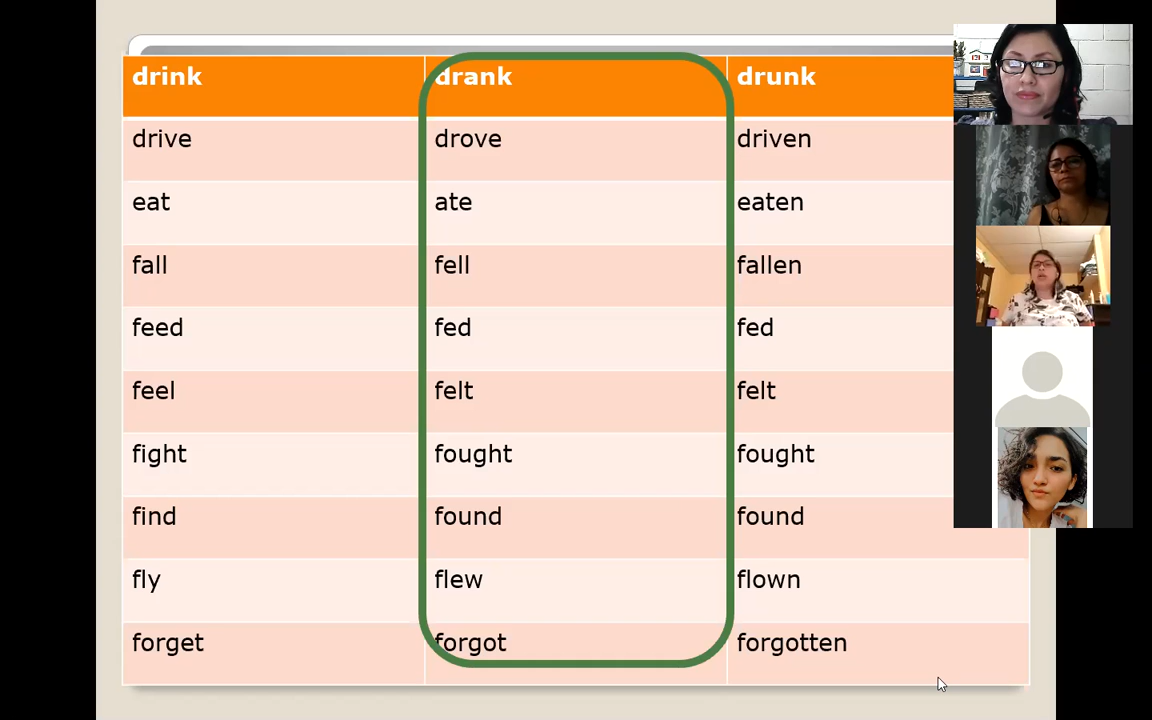 drink drank drunk
drive drove driven
eat ate eaten
fall fell fallen
feed fed fed
feel felt felt
fight fought fought
find found found
fly flew flown
forget forgot forgotten